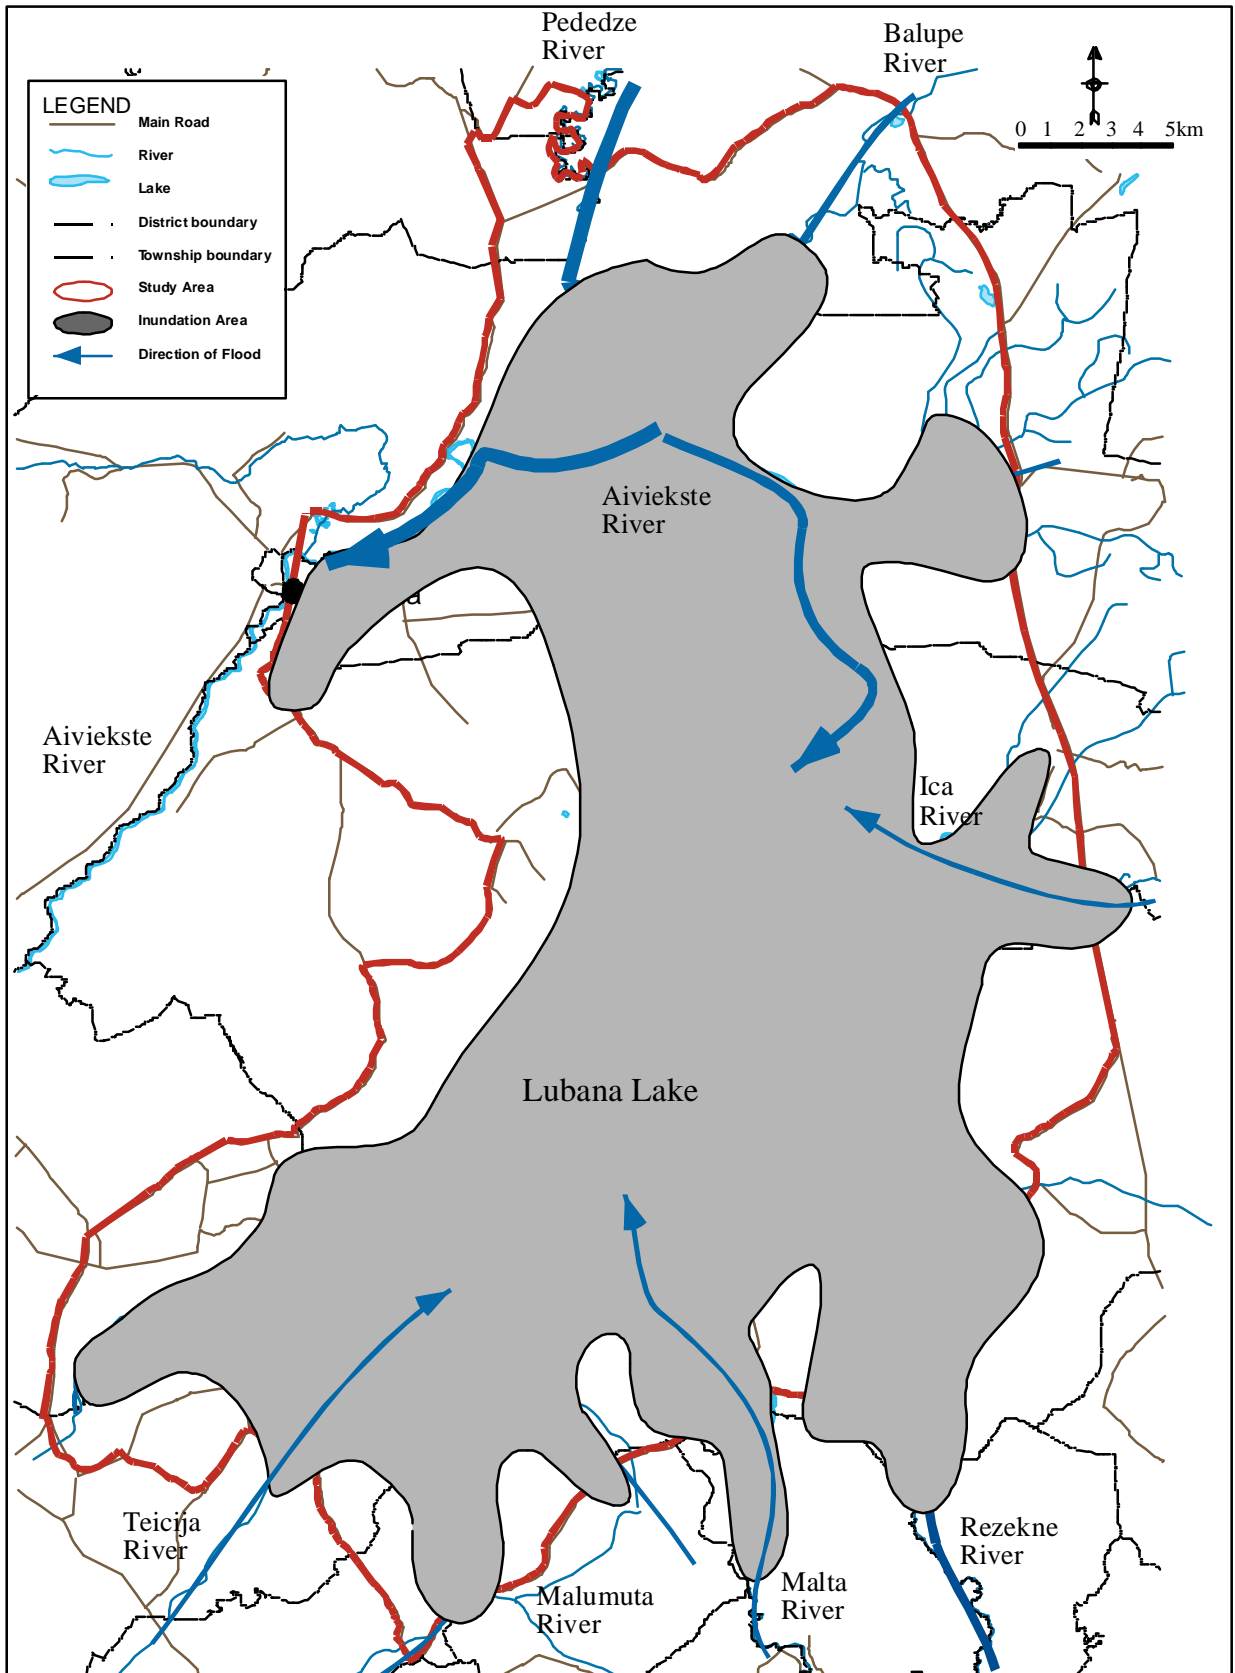 Pededze
River
Balupe
River
LEGEND
Main Road
River
Lake
District boundary
Township boundary
Study Area
Inundation Area
Direction of Flood
0 1 2 3 4 5km
Aiviekste
River
a
Aiviekste
River
Ica
River
Lubana Lake
Teicija
River
Malumuta
River
Malta
River
Rezekne
River